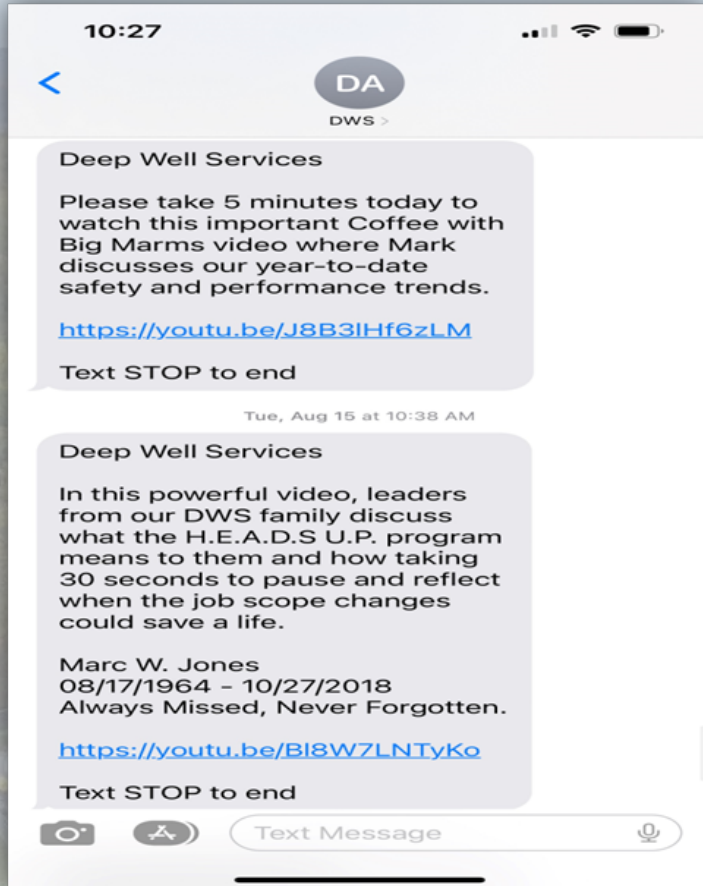 10:27
DA
DWS >
Deep Well Services
Please take 5 minutes today to
watch this important Coffee with
Big Marms video where Mark
discusses our year-to-date
safety and performance trends.
https://youtu.be/J8B3lHf6zLM
Text STOP to end
Tue, Aug 15 at 10:38 AM
Deep Well Services
In this powerful video, leaders
from our DWS family discuss
what the H.E.A.D.S U.P. program
means to them and how taking
30 seconds to pause and reflect
when the job scope changes
could save a life.
Marc W. Jones
08/17/1964 - 10/27/2018
Always Missed, Never Forgotten.
https://youtu.be/Bl8W7LNTyKo
Text STOP to end
Text Message